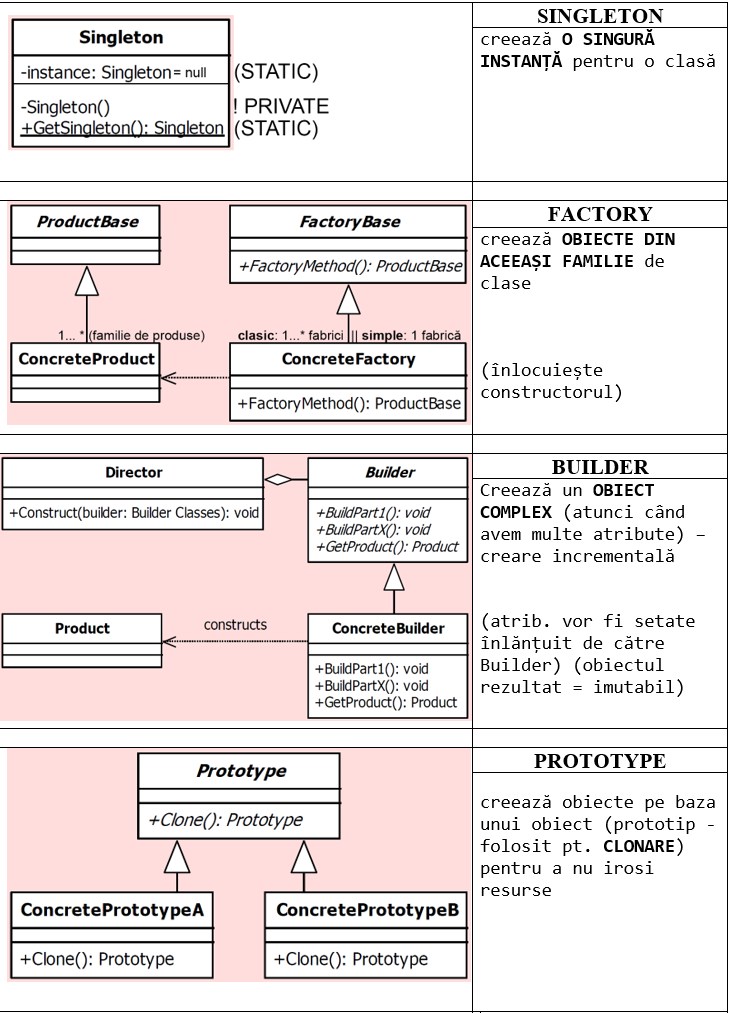 Singleton
-instance: Singleton = null (STATIC)
-Singleton() ! PRIVATE
+GetSingleton(): Singleton (STATIC)
SINGLETON
creează O SINGURĂ
INSTANȚĂ pentru o clasă
ProductBase
FactoryBase
+FactoryMethod(): ProductBase
1... * (familie de produse)
clasic: 1...* fabrici ||| simple: 1 fabrică
ConcreteProduct
ConcreteFactory
+FactoryMethod(): ProductBase
FACTORY
creează OBIECTE DIN
ACEEAȘI FAMILIE de
clase
(înlocuiește
constructorul)
Director
+Construct(builder: Builder Classes): void
Builder
+BuildPart1(): void
+BuildPartX(): void
+GetProduct(): Product
Product
constructs
ConcreteBuilder
+BuildPart1(): void
+BuildPartX(): void
+GetProduct(): Product
BUILDER
Creează un OBIECT
COMPLEX (atunci când
avem multe atribute) –
creare incrementală
(atrib. vor fi setate
înlănțuit de către
Builder) (obiectul
rezultat = imutabil)
Prototype
+Clone(): Prototype
ConcretePrototypeA
+Clone(): Prototype
ConcretePrototypeB
+Clone(): Prototype
PROTOTYPE
creează obiecte pe baza
unui obiect (prototip -
folosit pt. CLONARE)
pentru a nu irosi
resurse